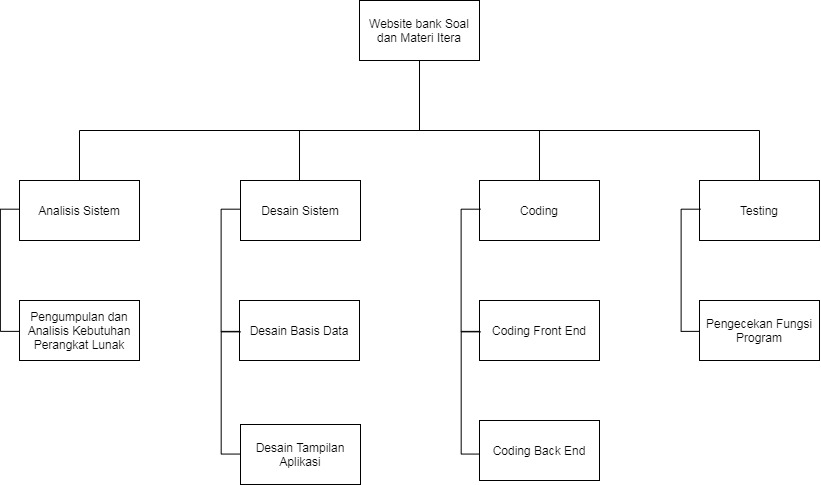 Website bank Soal
dan Materi Itera
Analisis Sistem
Desain Sistem
Coding
Testing
Pengumpulan dan
Analisis Kebutuhan
Perangkat Lunak
Desain Basis Data
Coding Front End
Pengecekan Fungsi
Program
Desain Tampilan
Aplikasi
Coding Back End